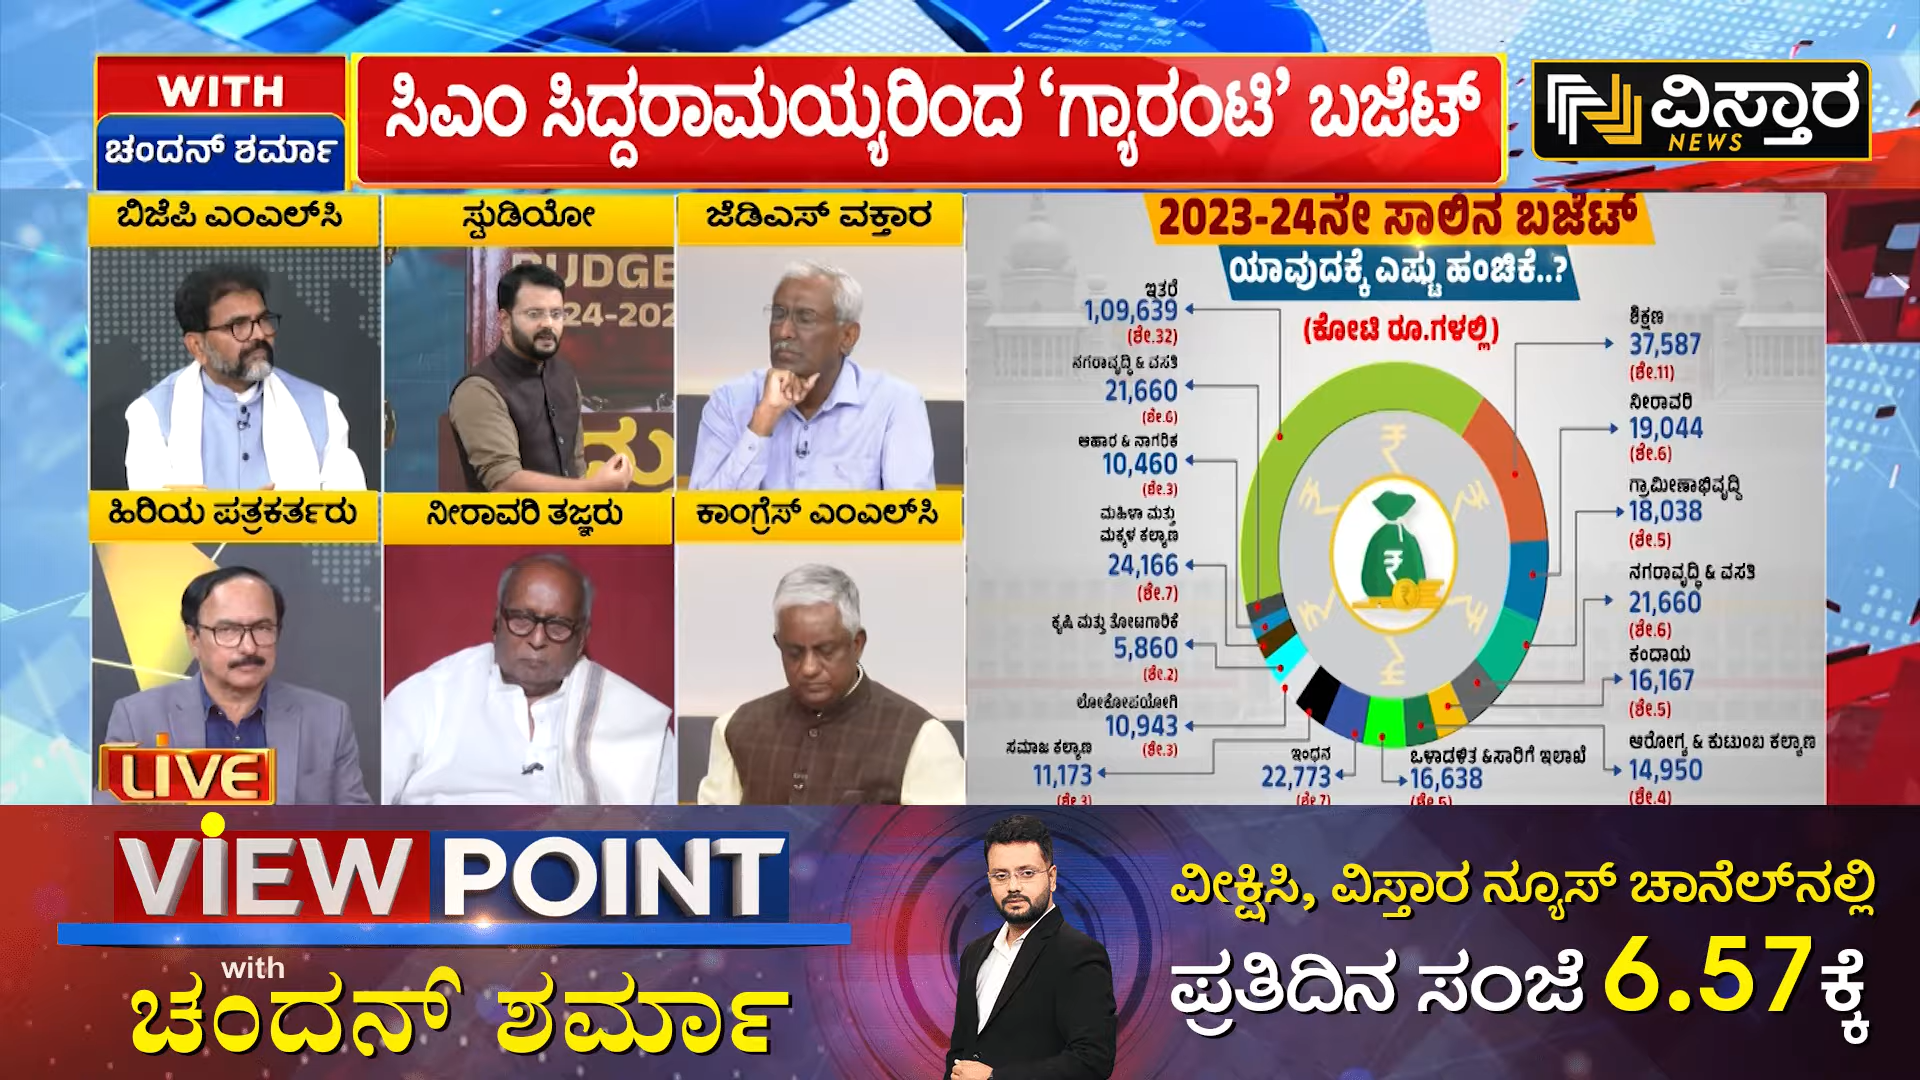 WITH
ಚಂದನ್ ಶರ್ಮಾ
ಸಿಎಂ ಸಿದ್ದರಾಮಯ್ಯರಿಂದ ‘ಗ್ಯಾರಂಟಿ’ ಬಜೆಟ್
ವಿಸ್ತಾರ
NEWS
ಬಿಜೆಪಿ ಎಂಎಲ್‌ಸಿ
ಸ್ಟುಡಿಯೋ
ಜೆಡಿಎಸ್ ವಕ್ತಾರ
ಹಿರಿಯ ಪತ್ರಕರ್ತರು
ನೀರಾವರಿ ತಜ್ಞರು
ಕಾಂಗ್ರೆಸ್ ಎಂಎಲ್‌ಸಿ
LIVE
2023-24ನೇ ಸಾಲಿನ ಬಜೆಟ್
ಯಾವುದಕ್ಕೆ ಎಷ್ಟು ಹಂಚಿಕೆ..?
(ಕೋಟಿ ರೂ.ಗಳಲ್ಲಿ)
ಇತರೆ
1,09,639
(ಶೇ.32)
ನಗರಾವೃದ್ಧಿ & ವಸತಿ
21,660
(ಶೇ.6)
ಆಹಾರ & ನಾಗರಿಕ
10,460
(ಶೇ.3)
ಮಹಿಳಾ ಮತ್ತು
ಮಕ್ಕಳ ಕಲ್ಯಾಣ
24,166
(ಶೇ.7)
ಕೃಷಿ ಮತ್ತು ತೋಟಗಾರಿಕೆ
5,860
(ಶೇ.2)
ಲೋಕೋಪಯೋಗಿ
10,943
(ಶೇ.3)
ಸಮಾಜ ಕಲ್ಯಾಣ
11,173
(ಶೇ.3)
ಇಂಧನ
22,773
(ಶೇ.7)
ಒಳಾಡಳಿತ &ಸಾರಿಗೆ ಇಲಾಖೆ
16,638
(ಶೇ.5)
ಶಿಕ್ಷಣ
37,587
(ಶೇ.11)
ನೀರಾವರಿ
19,044
(ಶೇ.6)
ಗ್ರಾಮೀಣಾಭಿವೃದ್ಧಿ
18,038
(ಶೇ.5)
ನಗರಾವೃದ್ಧಿ & ವಸತಿ
21,660
(ಶೇ.6)
ಕಂದಾಯ
16,167
(ಶೇ.5)
ಆರೋಗ್ಯ & ಕುಟುಂಬ ಕಲ್ಯಾಣ
14,950
(ಶೇ.4)
VIEW POINT
with
ಚಂದನ್ ಶರ್ಮಾ
ವೀಕ್ಷಿಸಿ, ವಿಸ್ತಾರ ನ್ಯೂಸ್ ಚಾನೆಲ್‌ನಲ್ಲಿ
ಪ್ರತಿದಿನ ಸಂಜೆ 6.57ಕ್ಕೆ